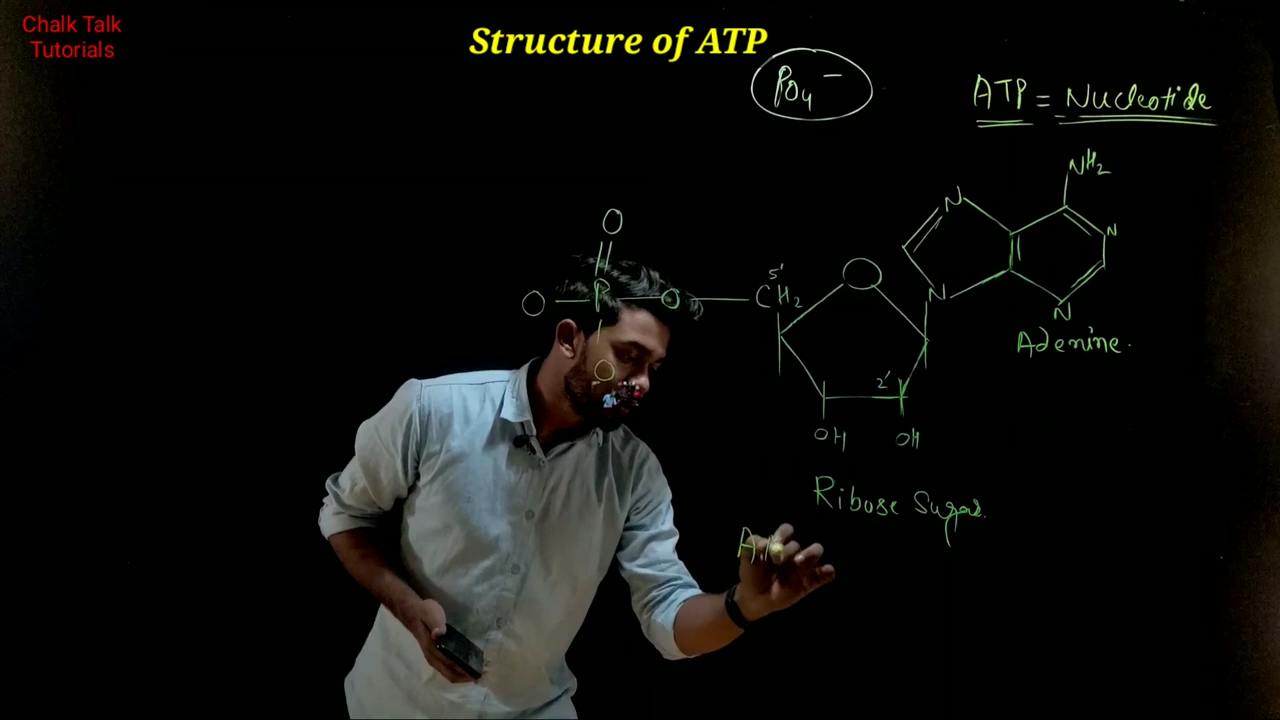 Chalk Talk
Tutorials
Structure of ATP
PO4 −
ATP = Nucleotide
NH2
N
N
N
N
Adenine.
O
O
P
O
O
5'
CH2
O
2'
OH
OH
Ribose Sugar.